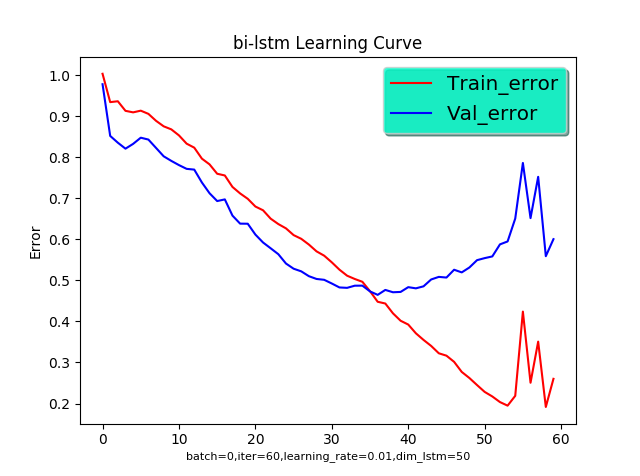 bi-lstm Learning Curve
Train_error
Val_error
Error
1.0
0.9
0.8
0.7
0.6
0.5
0.4
0.3
0.2
0 10 20 30 40 50 60
batch=0,iter=60,learning_rate=0.01,dim_lstm=50